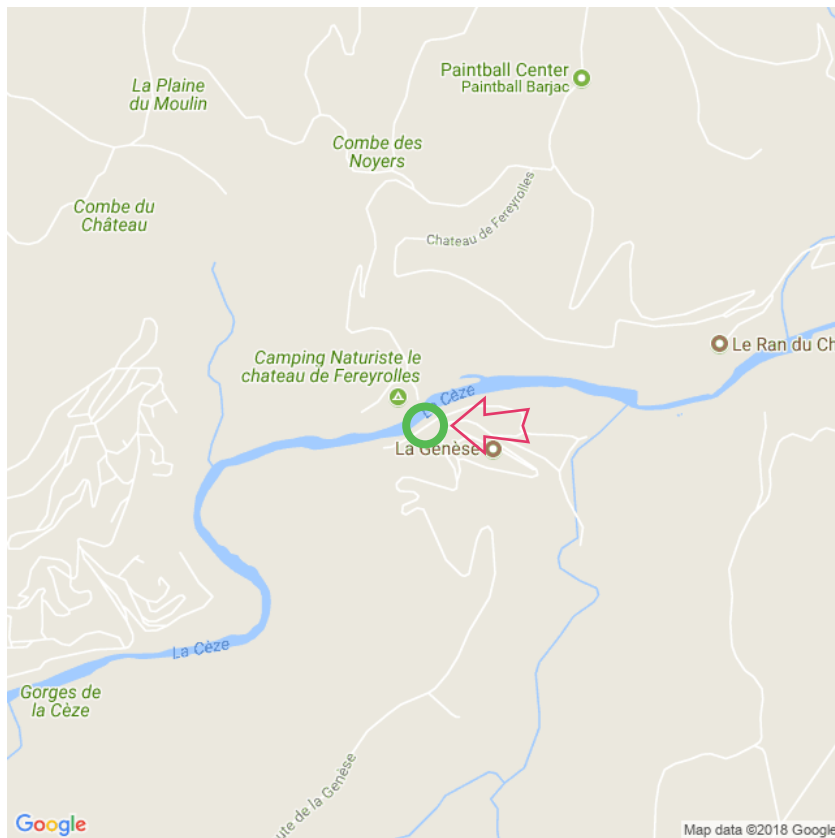 Paintball Center
Paintball Barjac
La Plaine
du Moulin
Combe des
Noyers
Combe du
Château
Chateau de Fereyrolles
Le Ran du Ch
Camping Naturiste le
chateau de Fereyrolles
La Cèze
La Genèse
La Cèze
Gorges de
la Cèze
ute de la Genèse
Google
Map data ©2018 Google